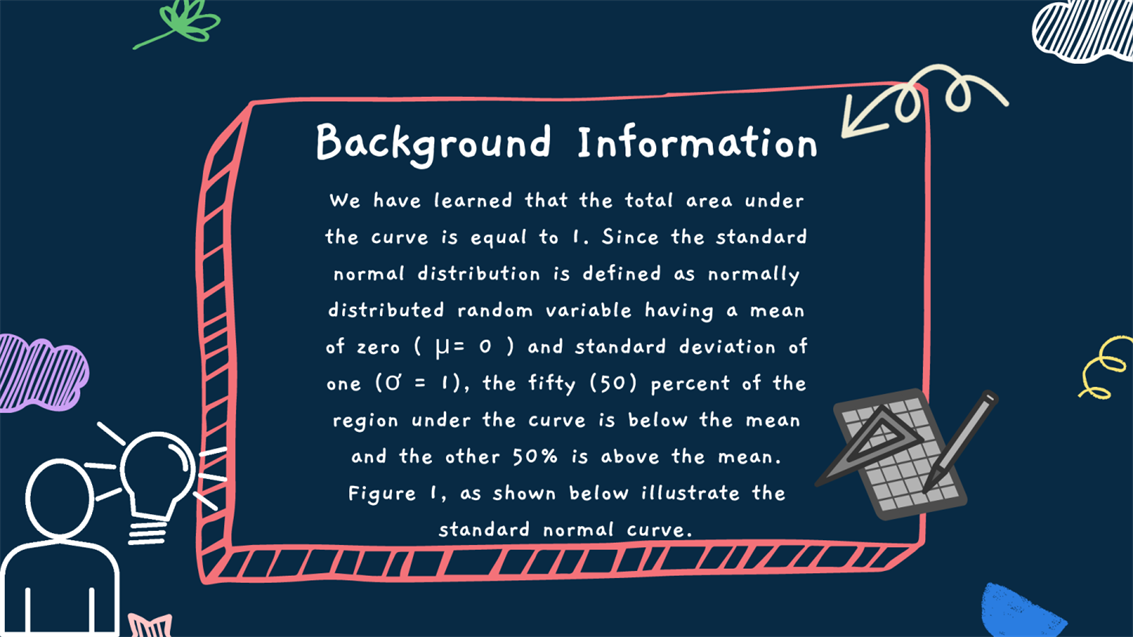 Background Information
We have learned that the total area under
the curve is equal to 1. Since the standard
normal distribution is defined as normally
distributed random variable having a mean
of zero ( μ= 0 ) and standard deviation of
one (σ = 1), the fifty (50) percent of the
region under the curve is below the mean
and the other 50% is above the mean.
Figure 1, as shown below illustrate the
standard normal curve.